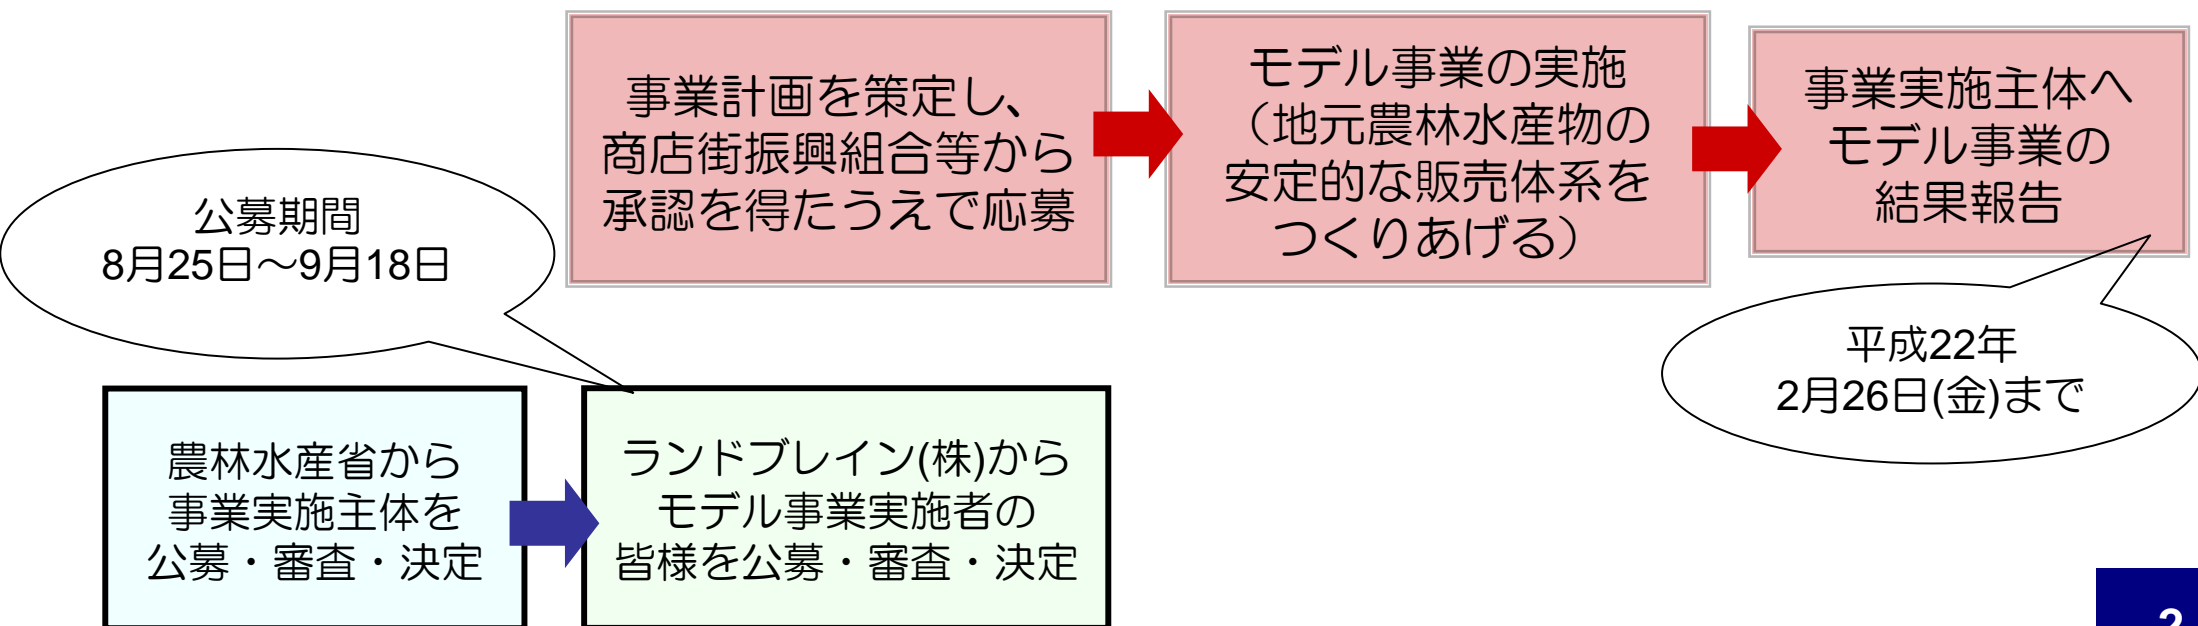 事業計画を策定し、
商店街振興組合等から
承認を得たうえで応募
モデル事業の実施
（地元農林水産物の
安定的な販売体系を
つくりあげる）
事業実施主体へ
モデル事業の
結果報告
公募期間
8月25日～9月18日
平成22年
2月26日(金)まで
農林水産省から
事業実施主体を
公募・審査・決定
ランドブレイン(株)から
モデル事業実施者の
皆様を公募・審査・決定
2